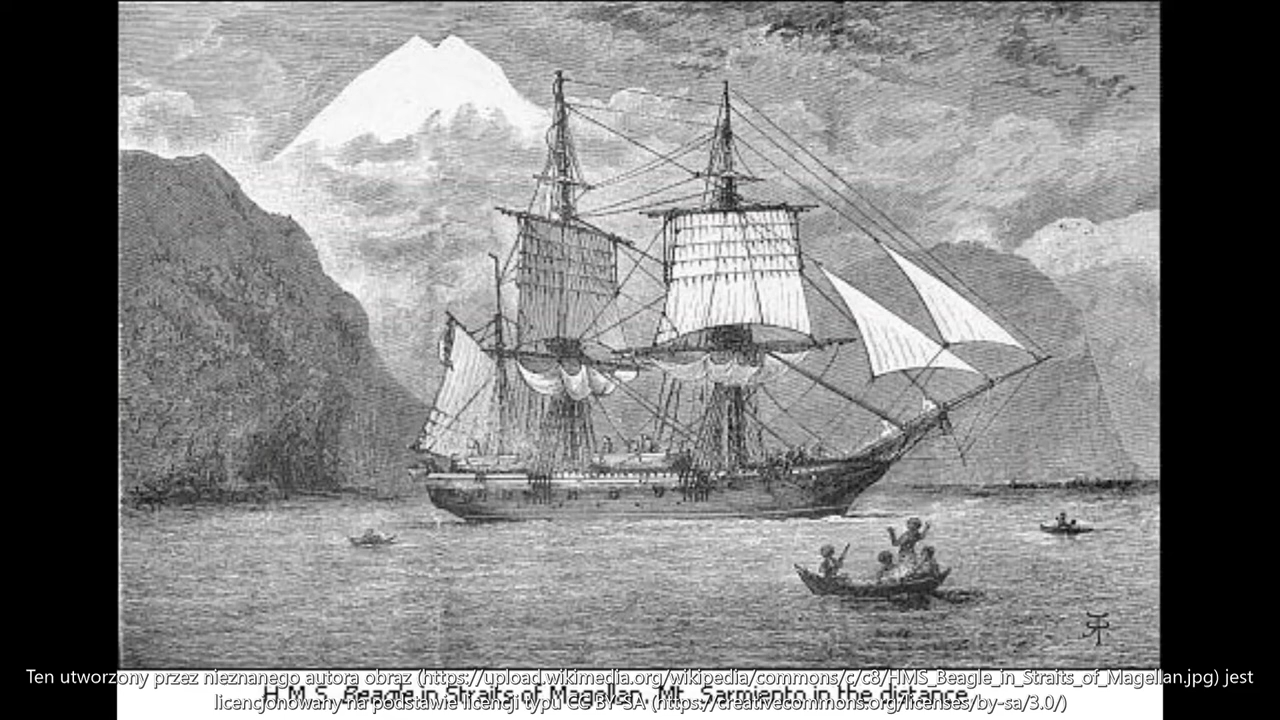 Ten utworzony przez nieznanego autora obraz (https://upload.wikimedia.org/wikipedia/commons/c/c8/HMS_Beagle_in_Straits_of_Magellan.jpg) jest
H.M.S. Beagle in Straits of Magellan. Mt. Sarmiento in the distance.
licencjonowany na podstawie licencji typu CC BY-SA (https://creativecommons.org/licenses/by-sa/3.0/)